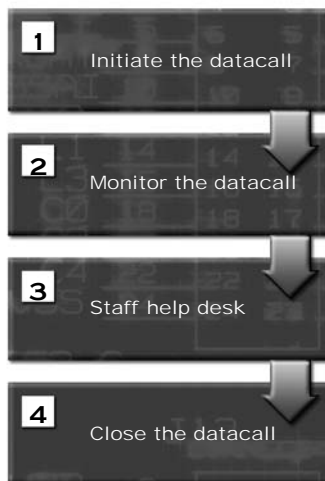 1
Initiate the datacall
2
Monitor the datacall
3
Staff help desk
4
Close the datacall